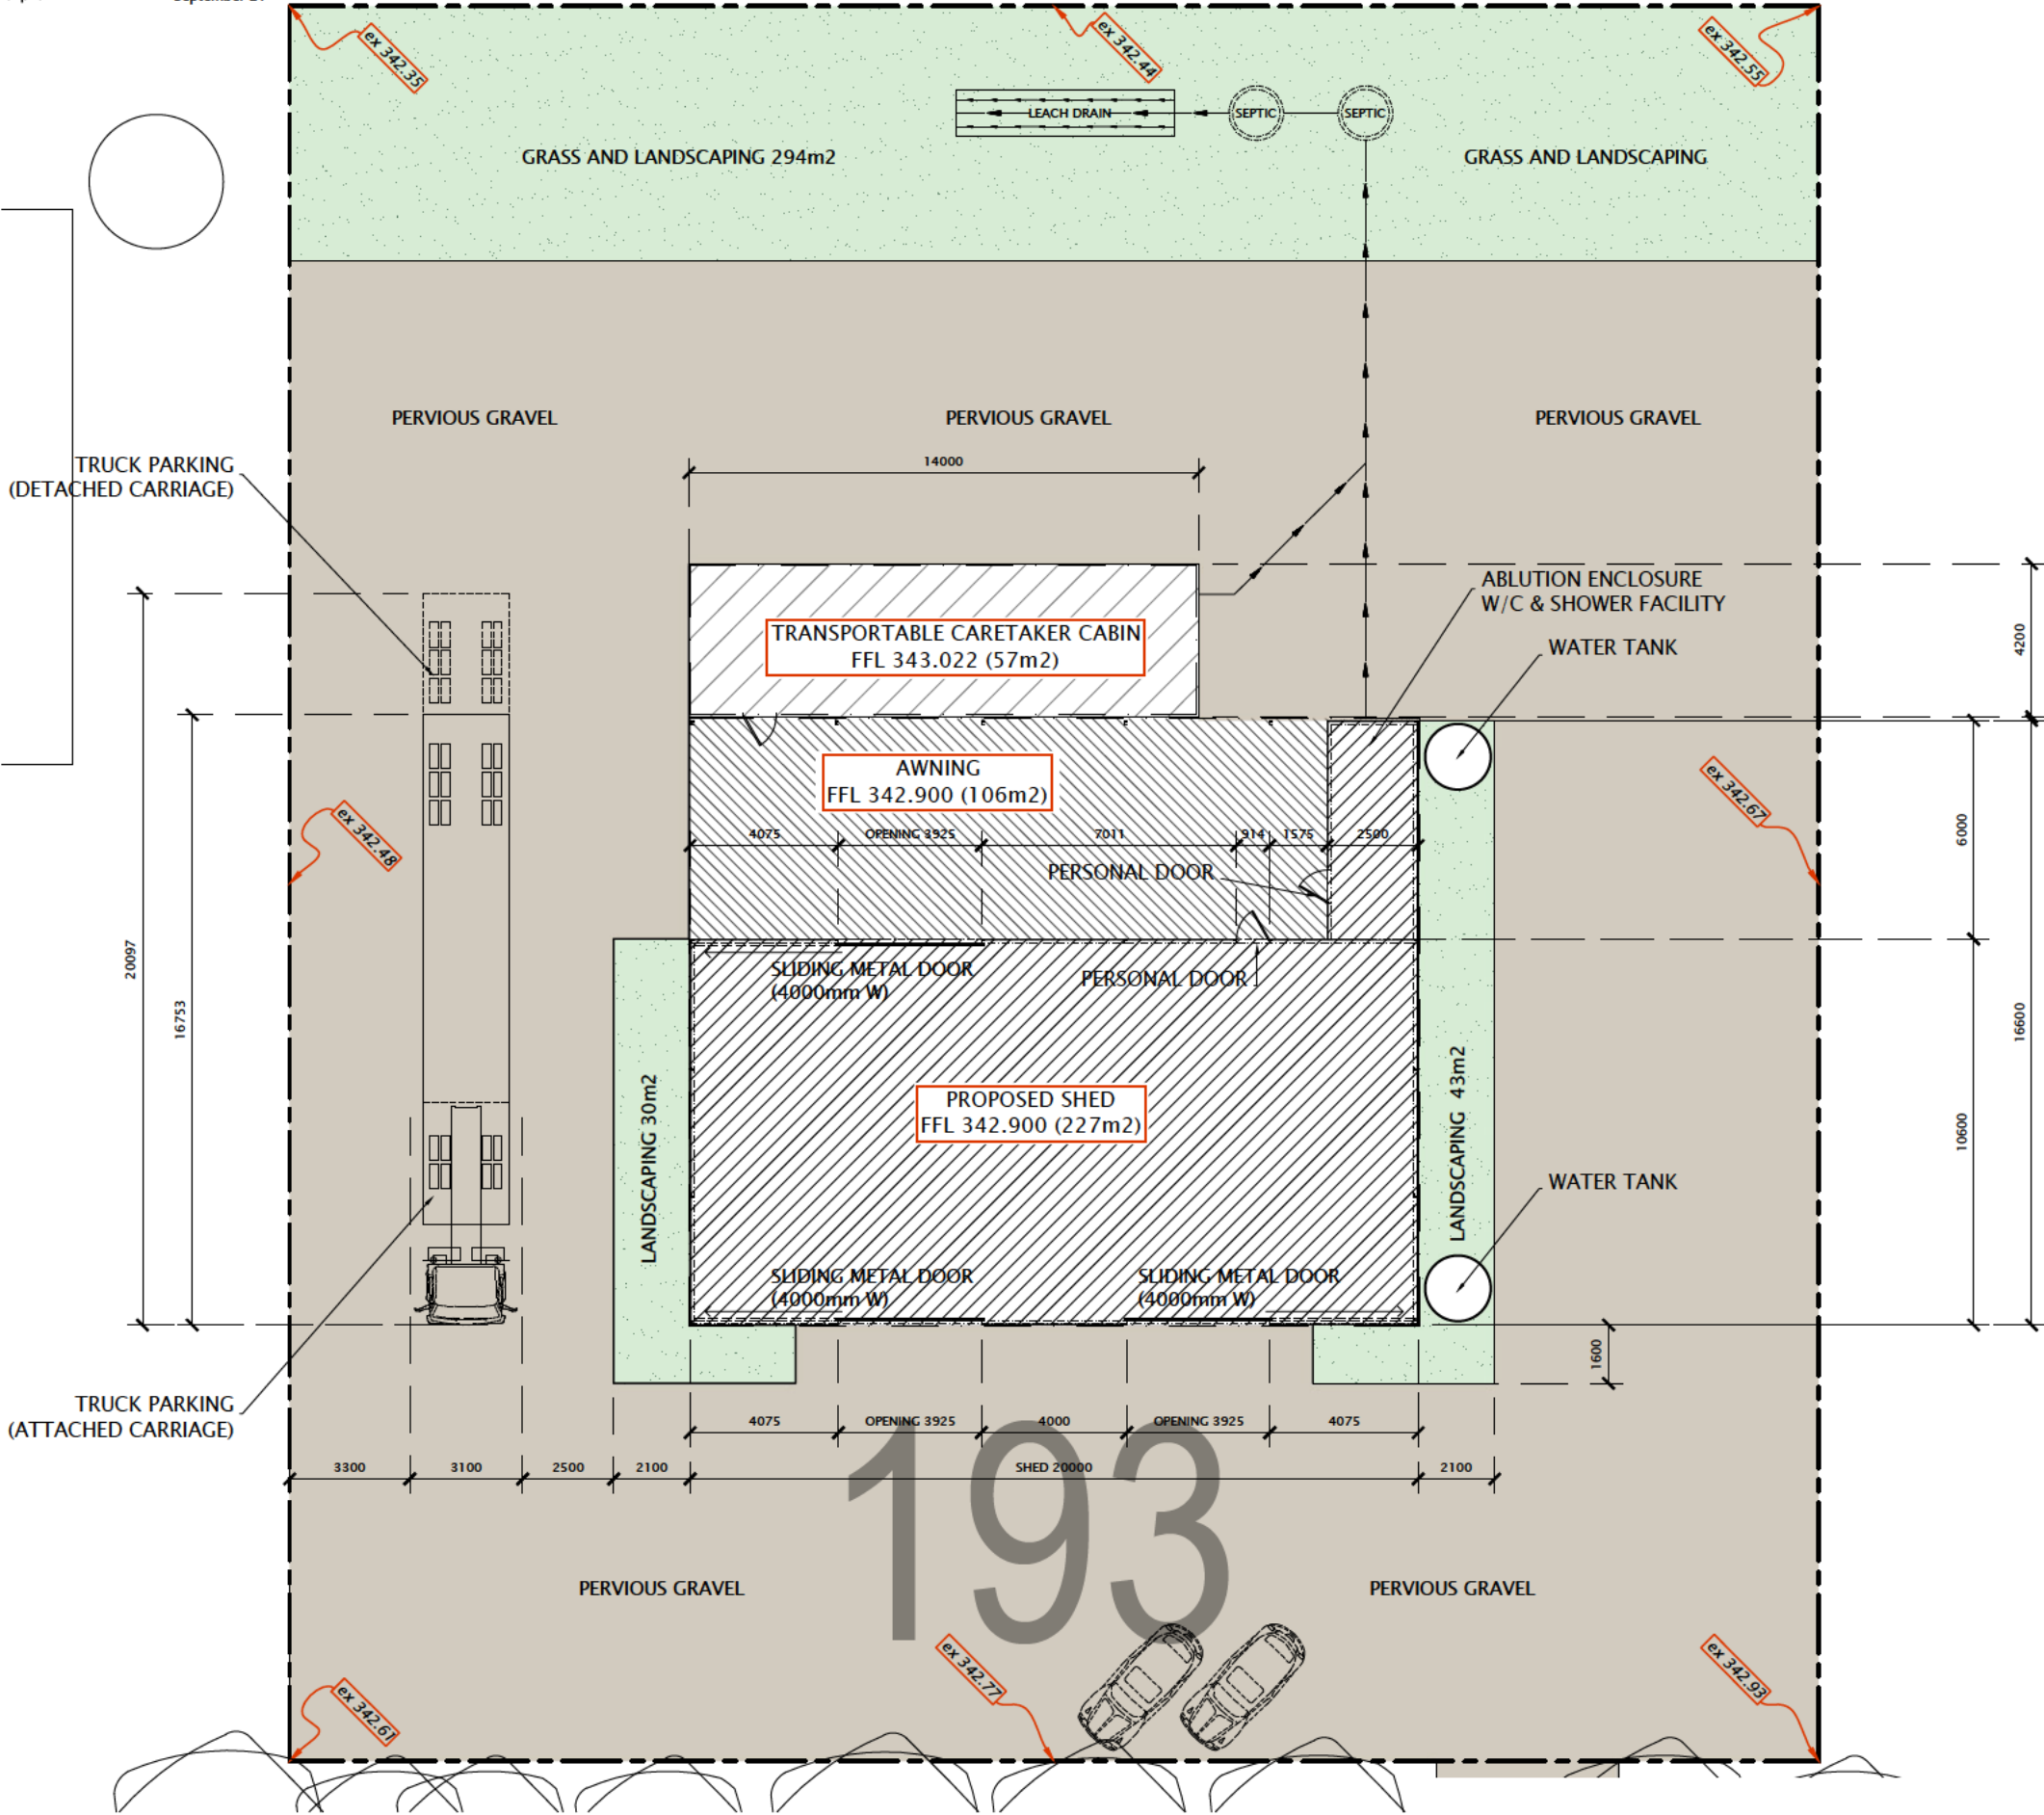 September 21
ex 342.35
ex 342.44
ex 342.55
LEACH DRAIN
SEPTIC
SEPTIC
GRASS AND LANDSCAPING 294m2
GRASS AND LANDSCAPING
PERVIOUS GRAVEL
PERVIOUS GRAVEL
PERVIOUS GRAVEL
TRUCK PARKING
(DETACHED CARRIAGE)
14000
ABLUTION ENCLOSURE
W/C & SHOWER FACILITY
WATER TANK
4200
TRANSPORTABLE CARETAKER CABIN
FFL 343.022 (57m2)
AWNING
FFL 342.900 (106m2)
ex 342.48
ex 342.67
4075
OPENING 3925
7011
914
1575
2500
6000
PERSONAL DOOR
20097
16753
SLIDING METAL DOOR
(4000mm W)
PERSONAL DOOR
16600
10600
LANDSCAPING 30m2
PROPOSED SHED
FFL 342.900 (227m2)
LANDSCAPING 43m2
WATER TANK
SLIDING METAL DOOR
(4000mm W)
SLIDING METAL DOOR
(4000mm W)
1600
TRUCK PARKING
(ATTACHED CARRIAGE)
4075
OPENING 3925
4000
OPENING 3925
4075
3300
3100
2500
2100
SHED 20000
2100
193
PERVIOUS GRAVEL
PERVIOUS GRAVEL
ex 342.61
ex 342.77
ex 342.93